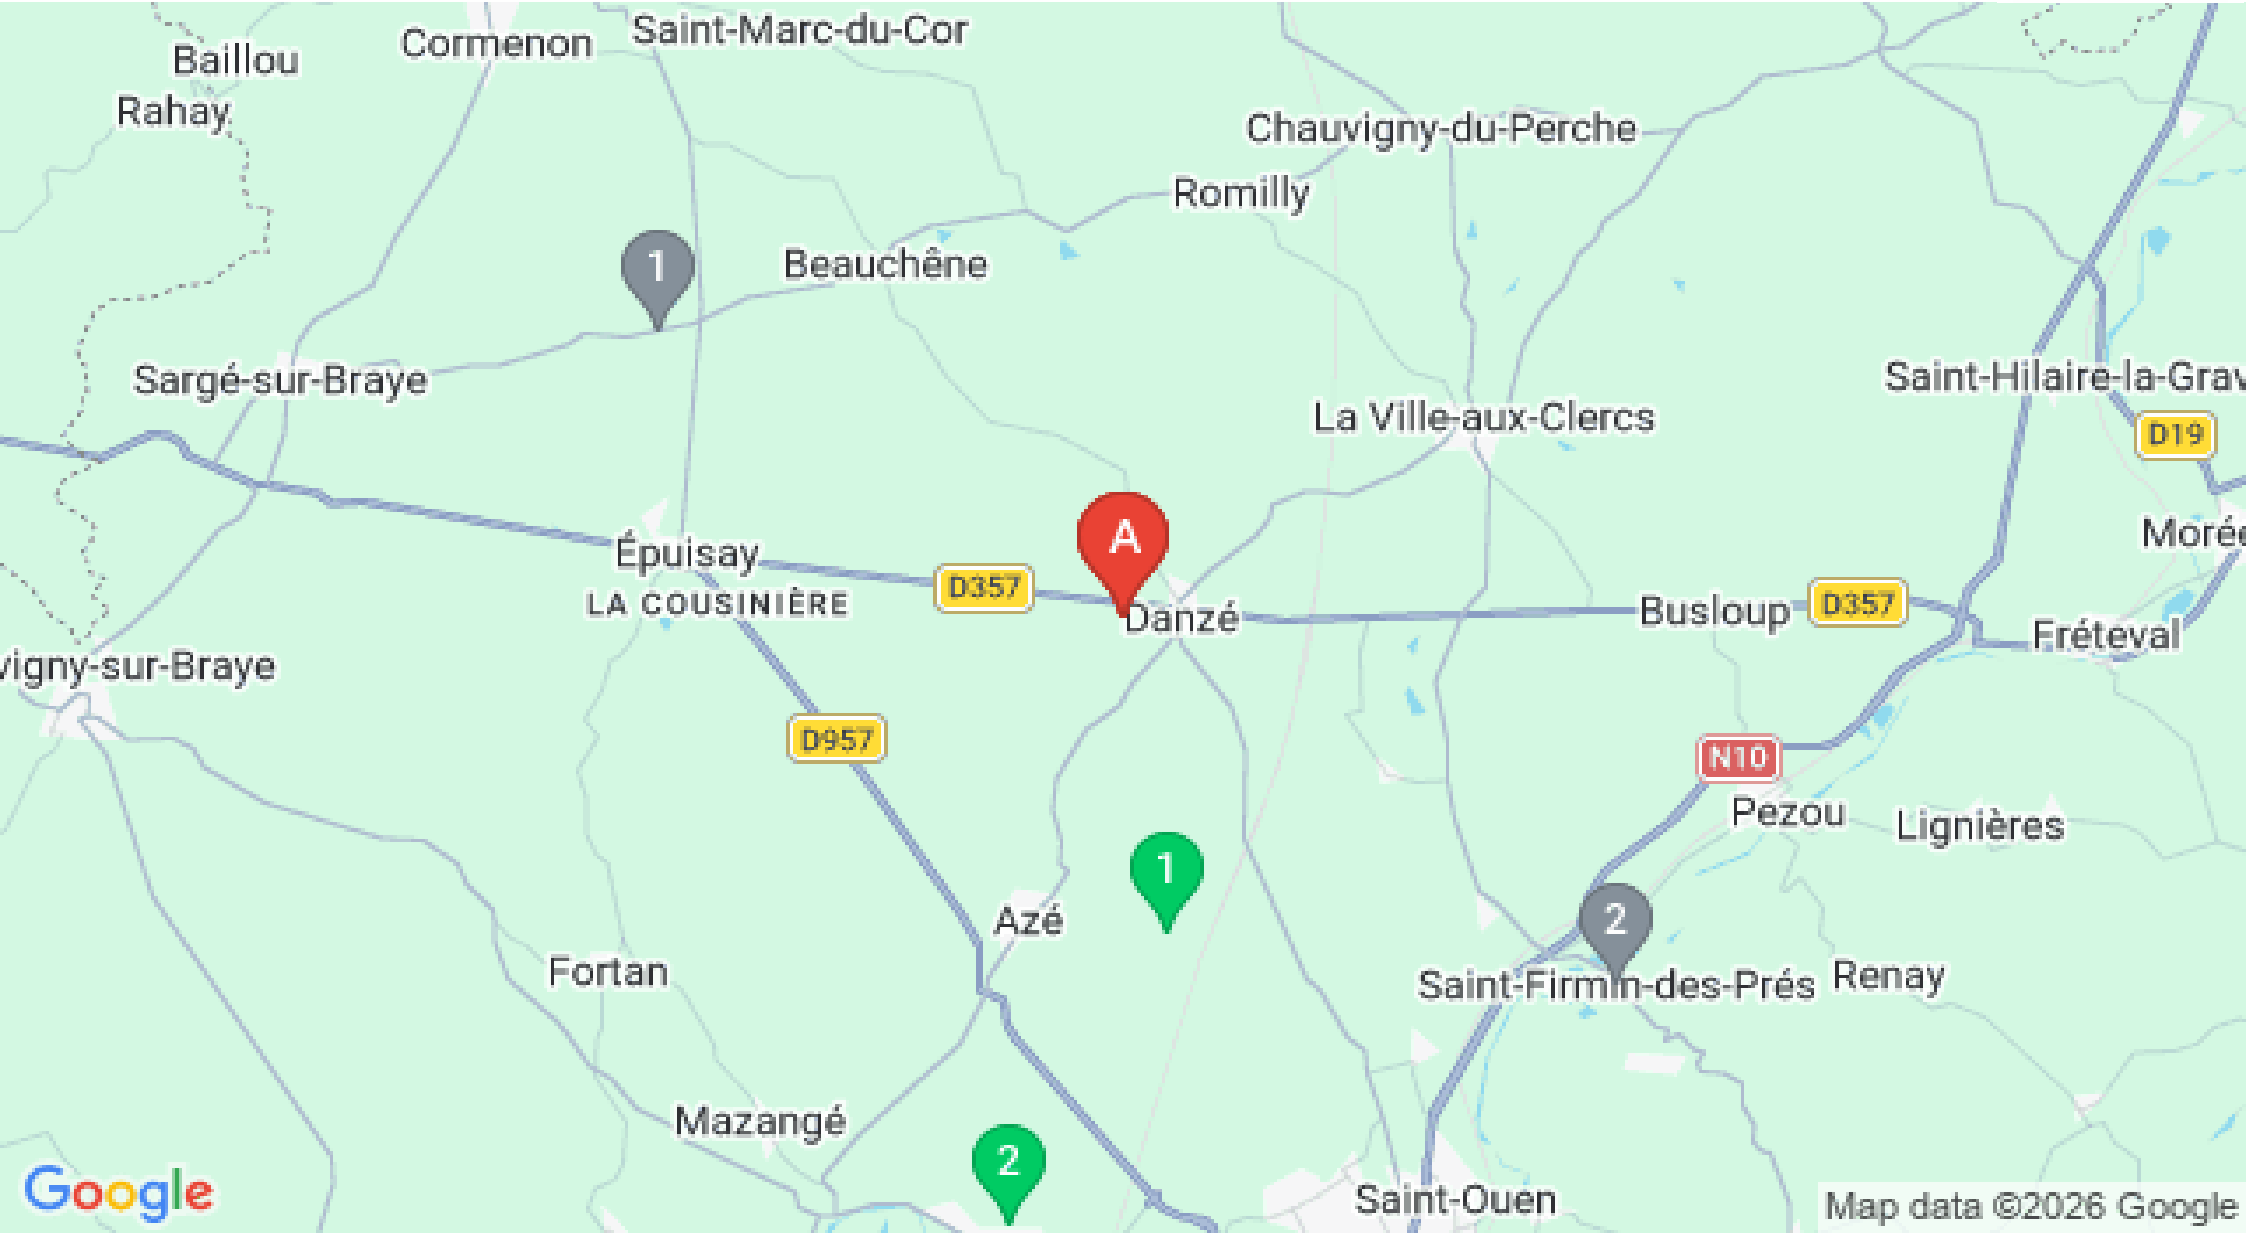 Saint-Marc-du-Cor
Cormenon
Baillou
Rahay
Chauvigny-du-Perche
Romilly
1
Beauchêne
Sargé-sur-Braye
Saint-Hilaire-la-Grav
La Ville-aux-Clercs
D19
A
Morée
Épuisay
D357
LA COUSINIÈRE
Danzé
Busloup
D357
Fréteval
vigny-sur-Braye
D957
N10
Pezou
Lignières
1
Azé
2
Fortan
Saint-Firmin-des-Prés
Renay
Mazangé
2
Google
Saint-Ouen
Map data ©2026 Google